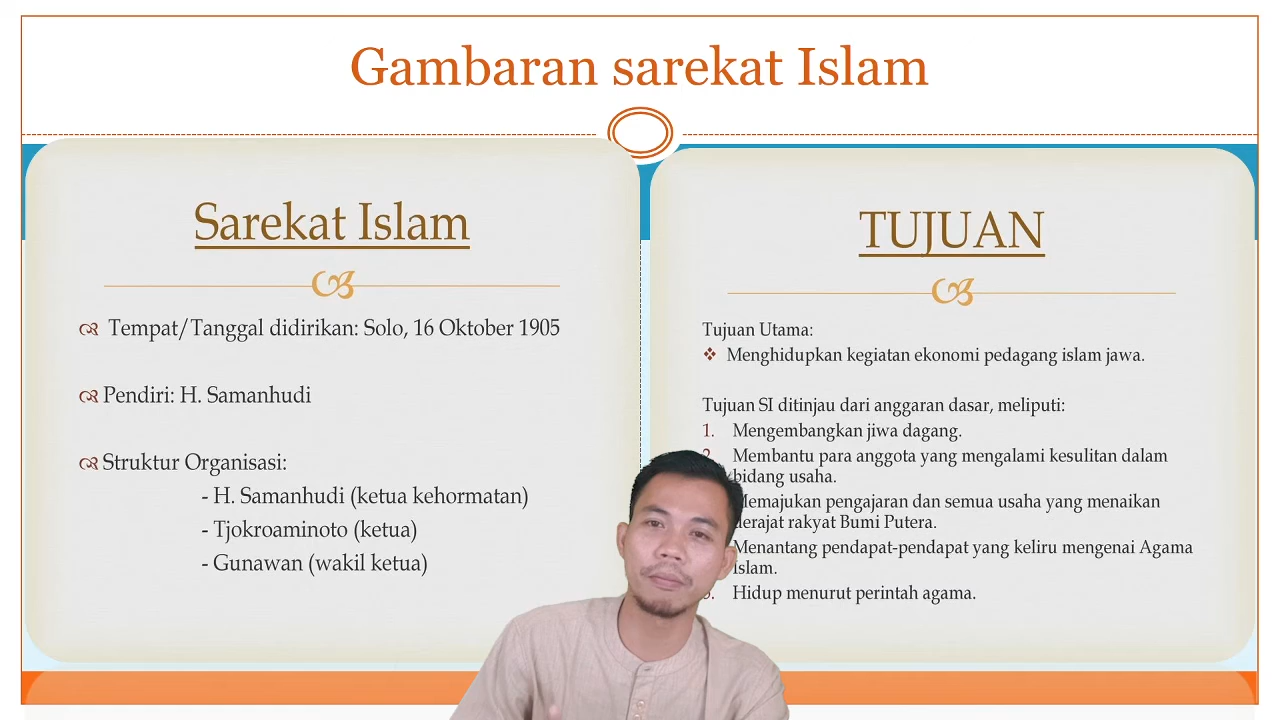 Gambaran sarekat Islam
Sarekat Islam
Tempat/Tanggal didirikan: Solo, 16 Oktober 1905
Pendiri: H. Samanhudi
Struktur Organisasi:
- H. Samanhudi (ketua kehormatan)
- Tjokroaminoto (ketua)
- Gunawan (wakil ketua)
TUJUAN
Tujuan Utama:
Menghidupkan kegiatan ekonomi pedagang islam jawa.
Tujuan SI ditinjau dari anggaran dasar, meliputi:
1. Mengembangkan jiwa dagang.
2. Membantu para anggota yang mengalami kesulitan dalam
bidang usaha.
Memajukan pengajaran dan semua usaha yang menaikan
derajat rakyat Bumi Putera.
Menantang pendapat-pendapat yang keliru mengenai Agama
Islam.
Hidup menurut perintah agama.